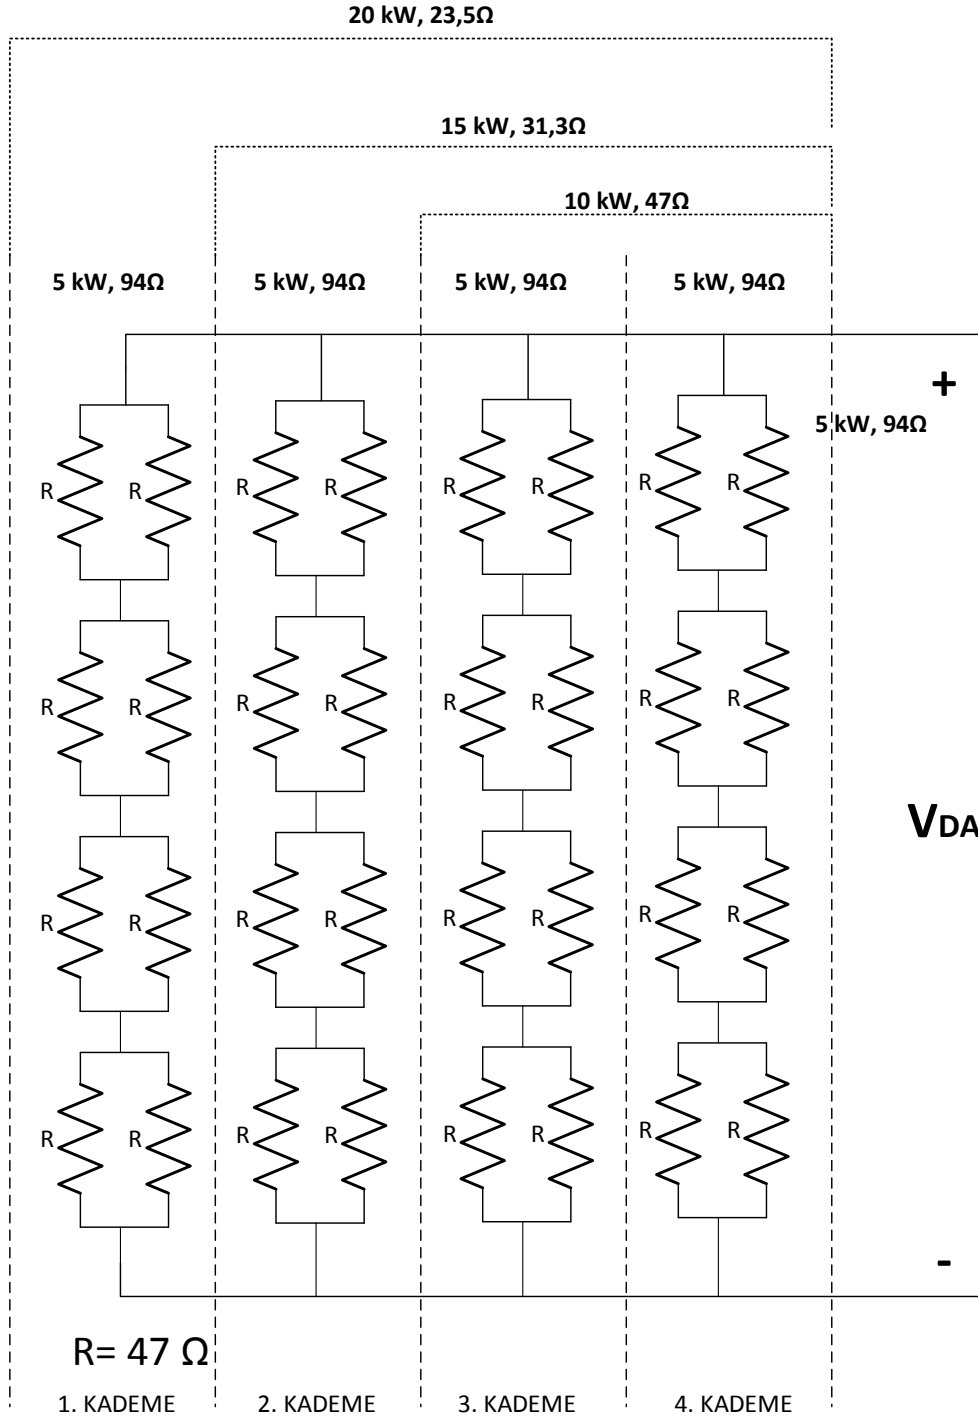 20 kW, 23,5Ω
15 kW, 31,3Ω
10 kW, 47Ω
5 kW, 94Ω 5 kW, 94Ω 5 kW, 94Ω 5 kW, 94Ω
+
5 kW, 94Ω
R R R R R R R R
R R R R R R R R
VDA
R R R R R R R R
R R R R R R R R
-
R= 47 Ω
1. KADEME 2. KADEME 3. KADEME 4. KADEME